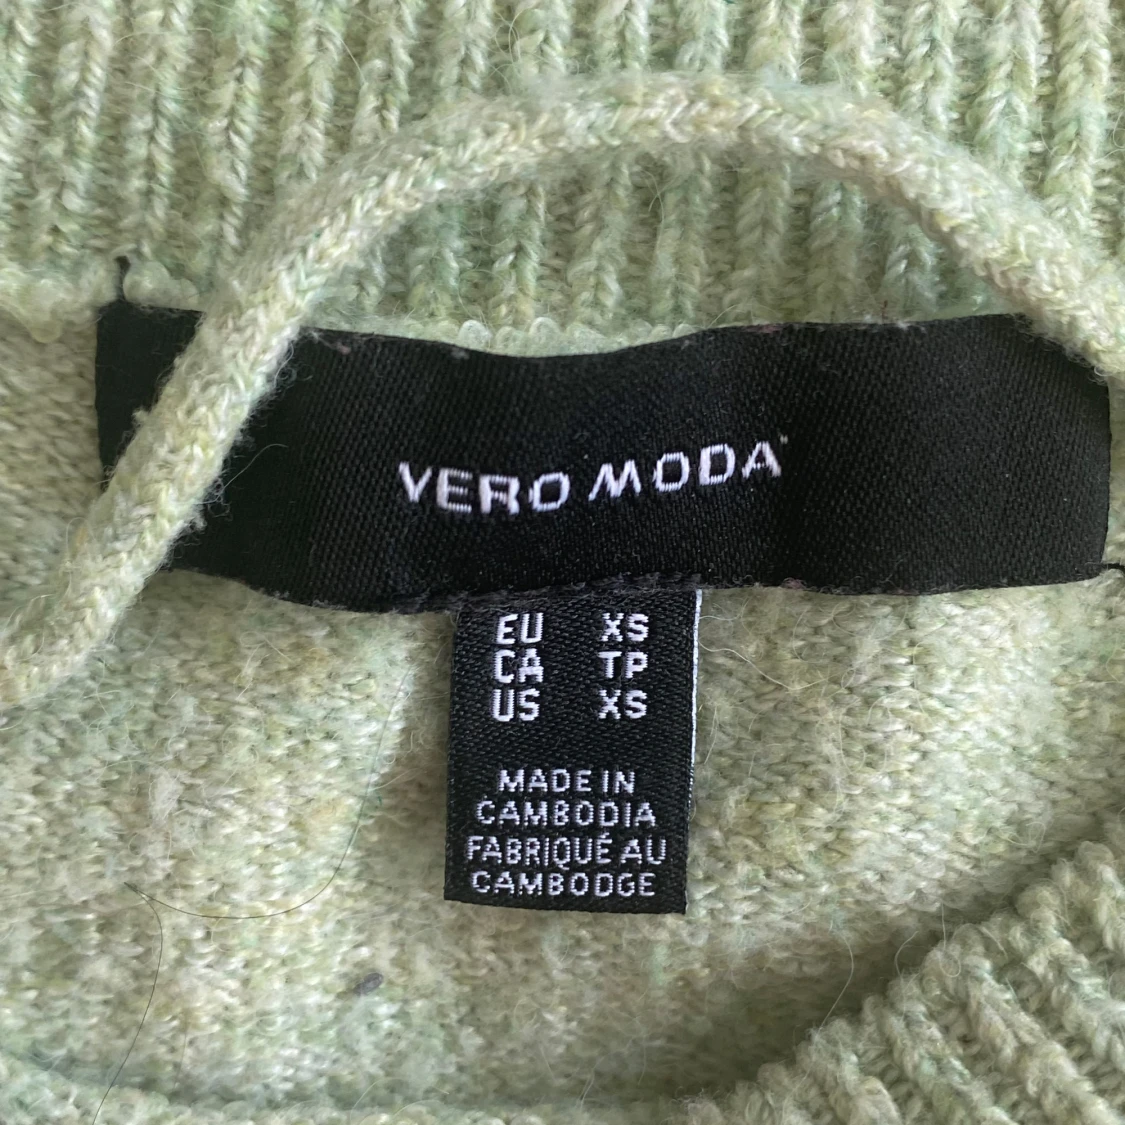 VERO MODA
EU XS
CA TP
US XS
MADE IN
CAMBODIA
FABRIQUÉ AU
CAMBODGE